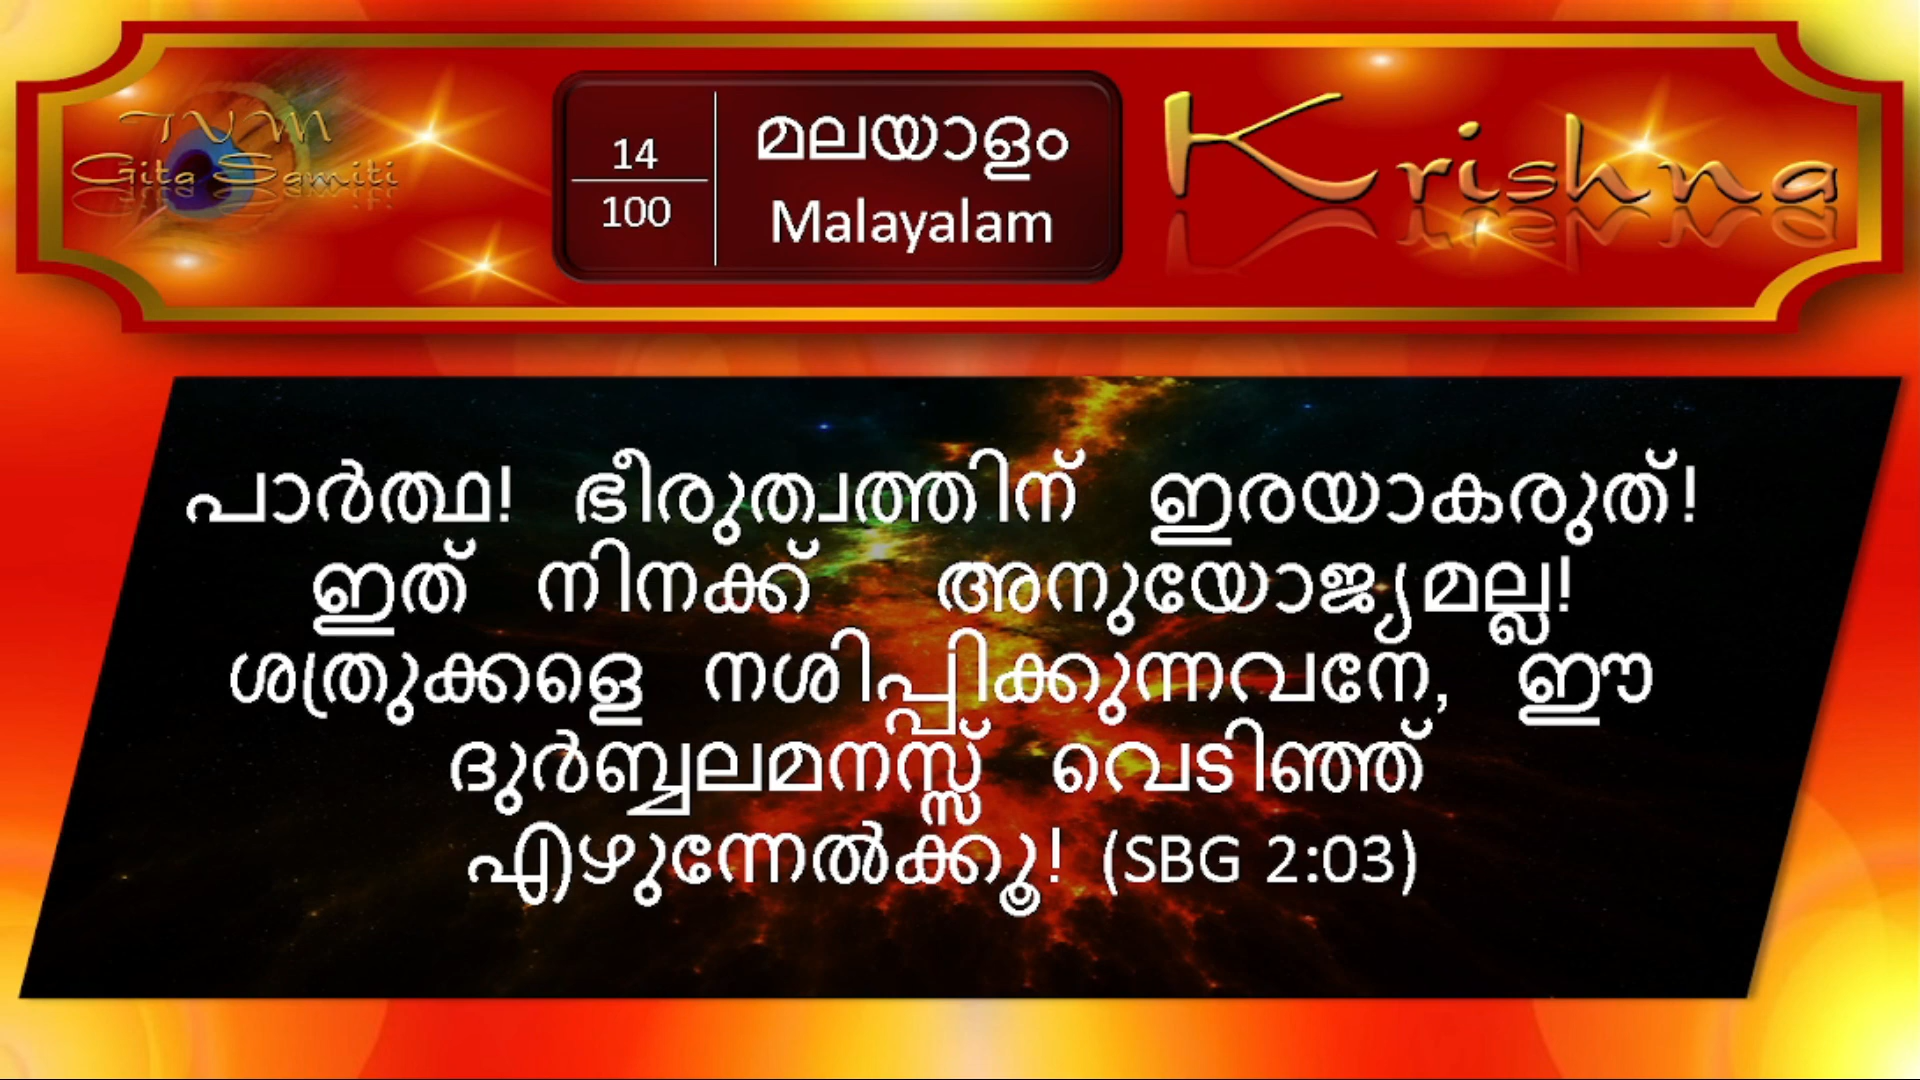 TVM
Gita Samiti
14
100
മലയാളം
Malayalam
Krishna
പാർത്ഥ! ഭീരുത്വത്തിന് ഇരയാകരുത്!
ഇത് നിനക്ക് അനുയോജ്യമല്ല!
ശത്രുക്കളെ നശിപ്പിക്കുന്നവനേ, ഈ
ദുർബ്ബലമനസ്സ് വെടിഞ്ഞ്
എഴുന്നേൽക്കൂ! (SBG 2:03)